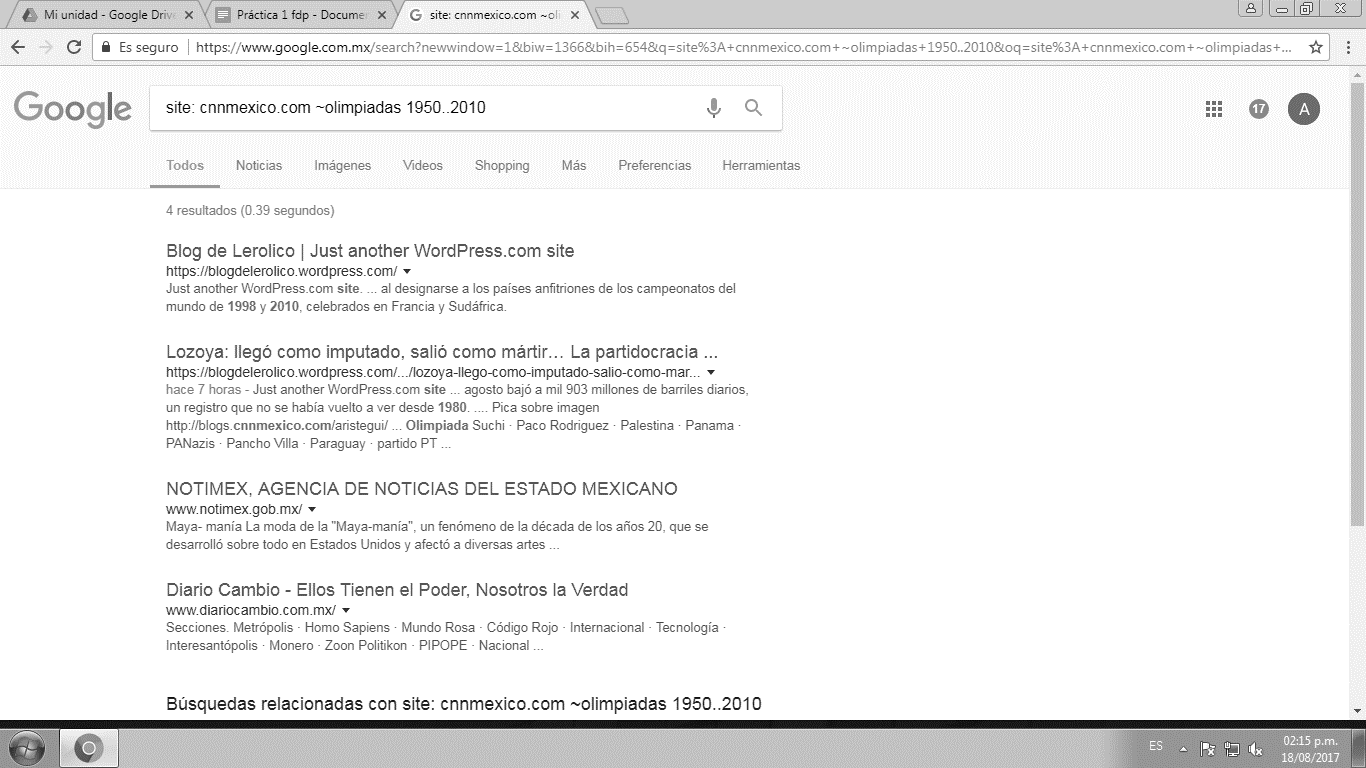 Mi unidad - Google Drive
Práctica 1 fdp - Document
site: cnnmexico.com ~oli
Es seguro
https://www.google.com.mx/search?newwindow=1&biw=1366&bih=654&q=site%3A+cnnmexico.com+~olimpiadas+1950..2010&oq=site%3A+cnnmexico.com+~olimpiadas+...
Google
site: cnnmexico.com ~olimpiadas 1950..2010
17
A
Todos Noticias Imágenes Videos Shopping Más Preferencias Herramientas
4 resultados (0.39 segundos)
Blog de Lerolico | Just another WordPress.com site
https://blogdelerolico.wordpress.com/
Just another WordPress.com site. ... al designarse a los países anfitriones de los campeonatos del
mundo de 1998 y 2010, celebrados en Francia y Sudáfrica.
Lozoya: llegó como imputado, salió como mártir… La partidocracia ...
https://blogdelerolico.wordpress.com/.../lozoya-llego-como-imputado-salio-como-mar...
hace 7 horas - Just another WordPress.com site ... agosto bajó a mil 903 millones de barriles diarios,
un registro que no se había vuelto a ver desde 1980. .... Pica sobre imagen
http://blogs.cnnmexico.com/aristegui/ ... Olimpiada Suchi · Paco Rodriguez · Palestina · Panama ·
PANazis · Pancho Villa · Paraguay · partido PT ...
NOTIMEX, AGENCIA DE NOTICIAS DEL ESTADO MEXICANO
www.notimex.gob.mx/
Maya- manía La moda de la "Maya-manía", un fenómeno de la década de los años 20, que se
desarrolló sobre todo en Estados Unidos y afectó a diversas artes ...
Diario Cambio - Ellos Tienen el Poder, Nosotros la Verdad
www.diariocambio.com.mx/
Secciones. Metrópolis · Homo Sapiens · Mundo Rosa · Código Rojo · Internacional · Tecnología ·
Interesantópolis · Monero · Zoon Politikon · PIPOPE · Nacional ...
Búsquedas relacionadas con site: cnnmexico.com ~olimpiadas 1950..2010
ES
02:15 p.m.
18/08/2017